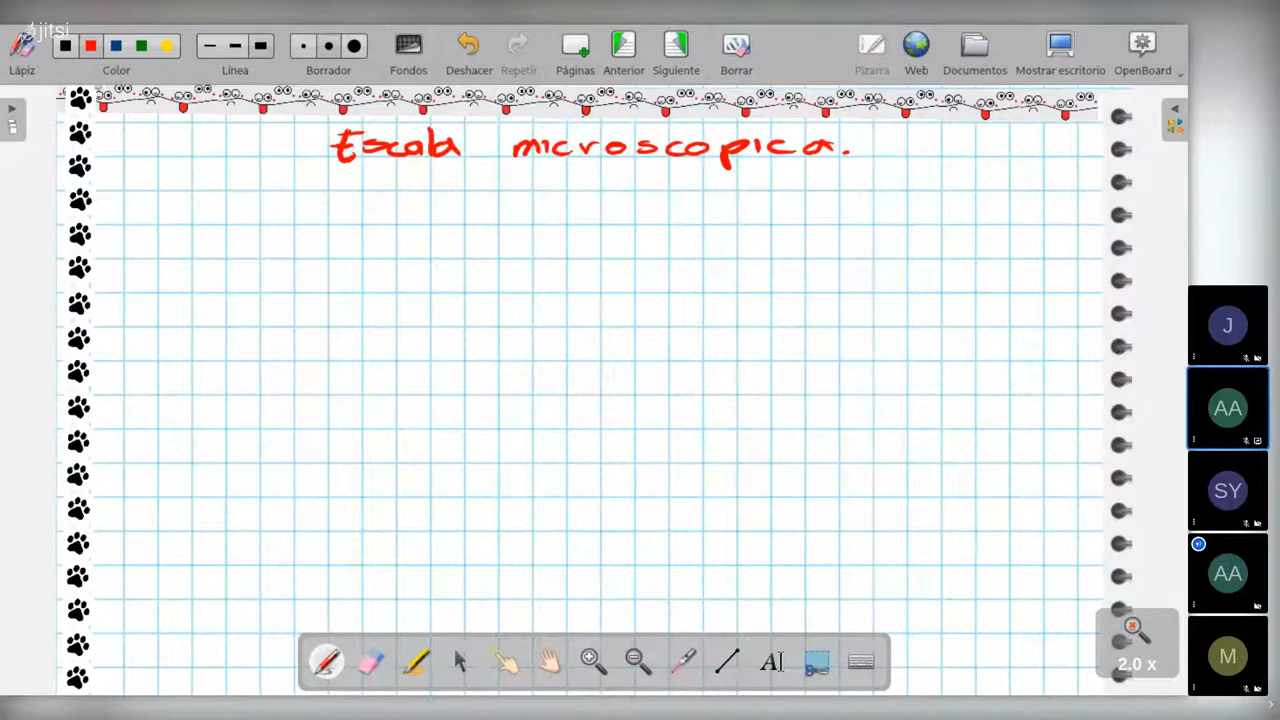 jitsi
Lápiz Color Línea Borrador Fondos Deshacer Repetir Páginas Anterior Siguiente Borrar Pizarra Web Documentos Mostrar escritorio OpenBoard
Escala microscopica.
J
AA
SY
AA
M
A
2.0 x